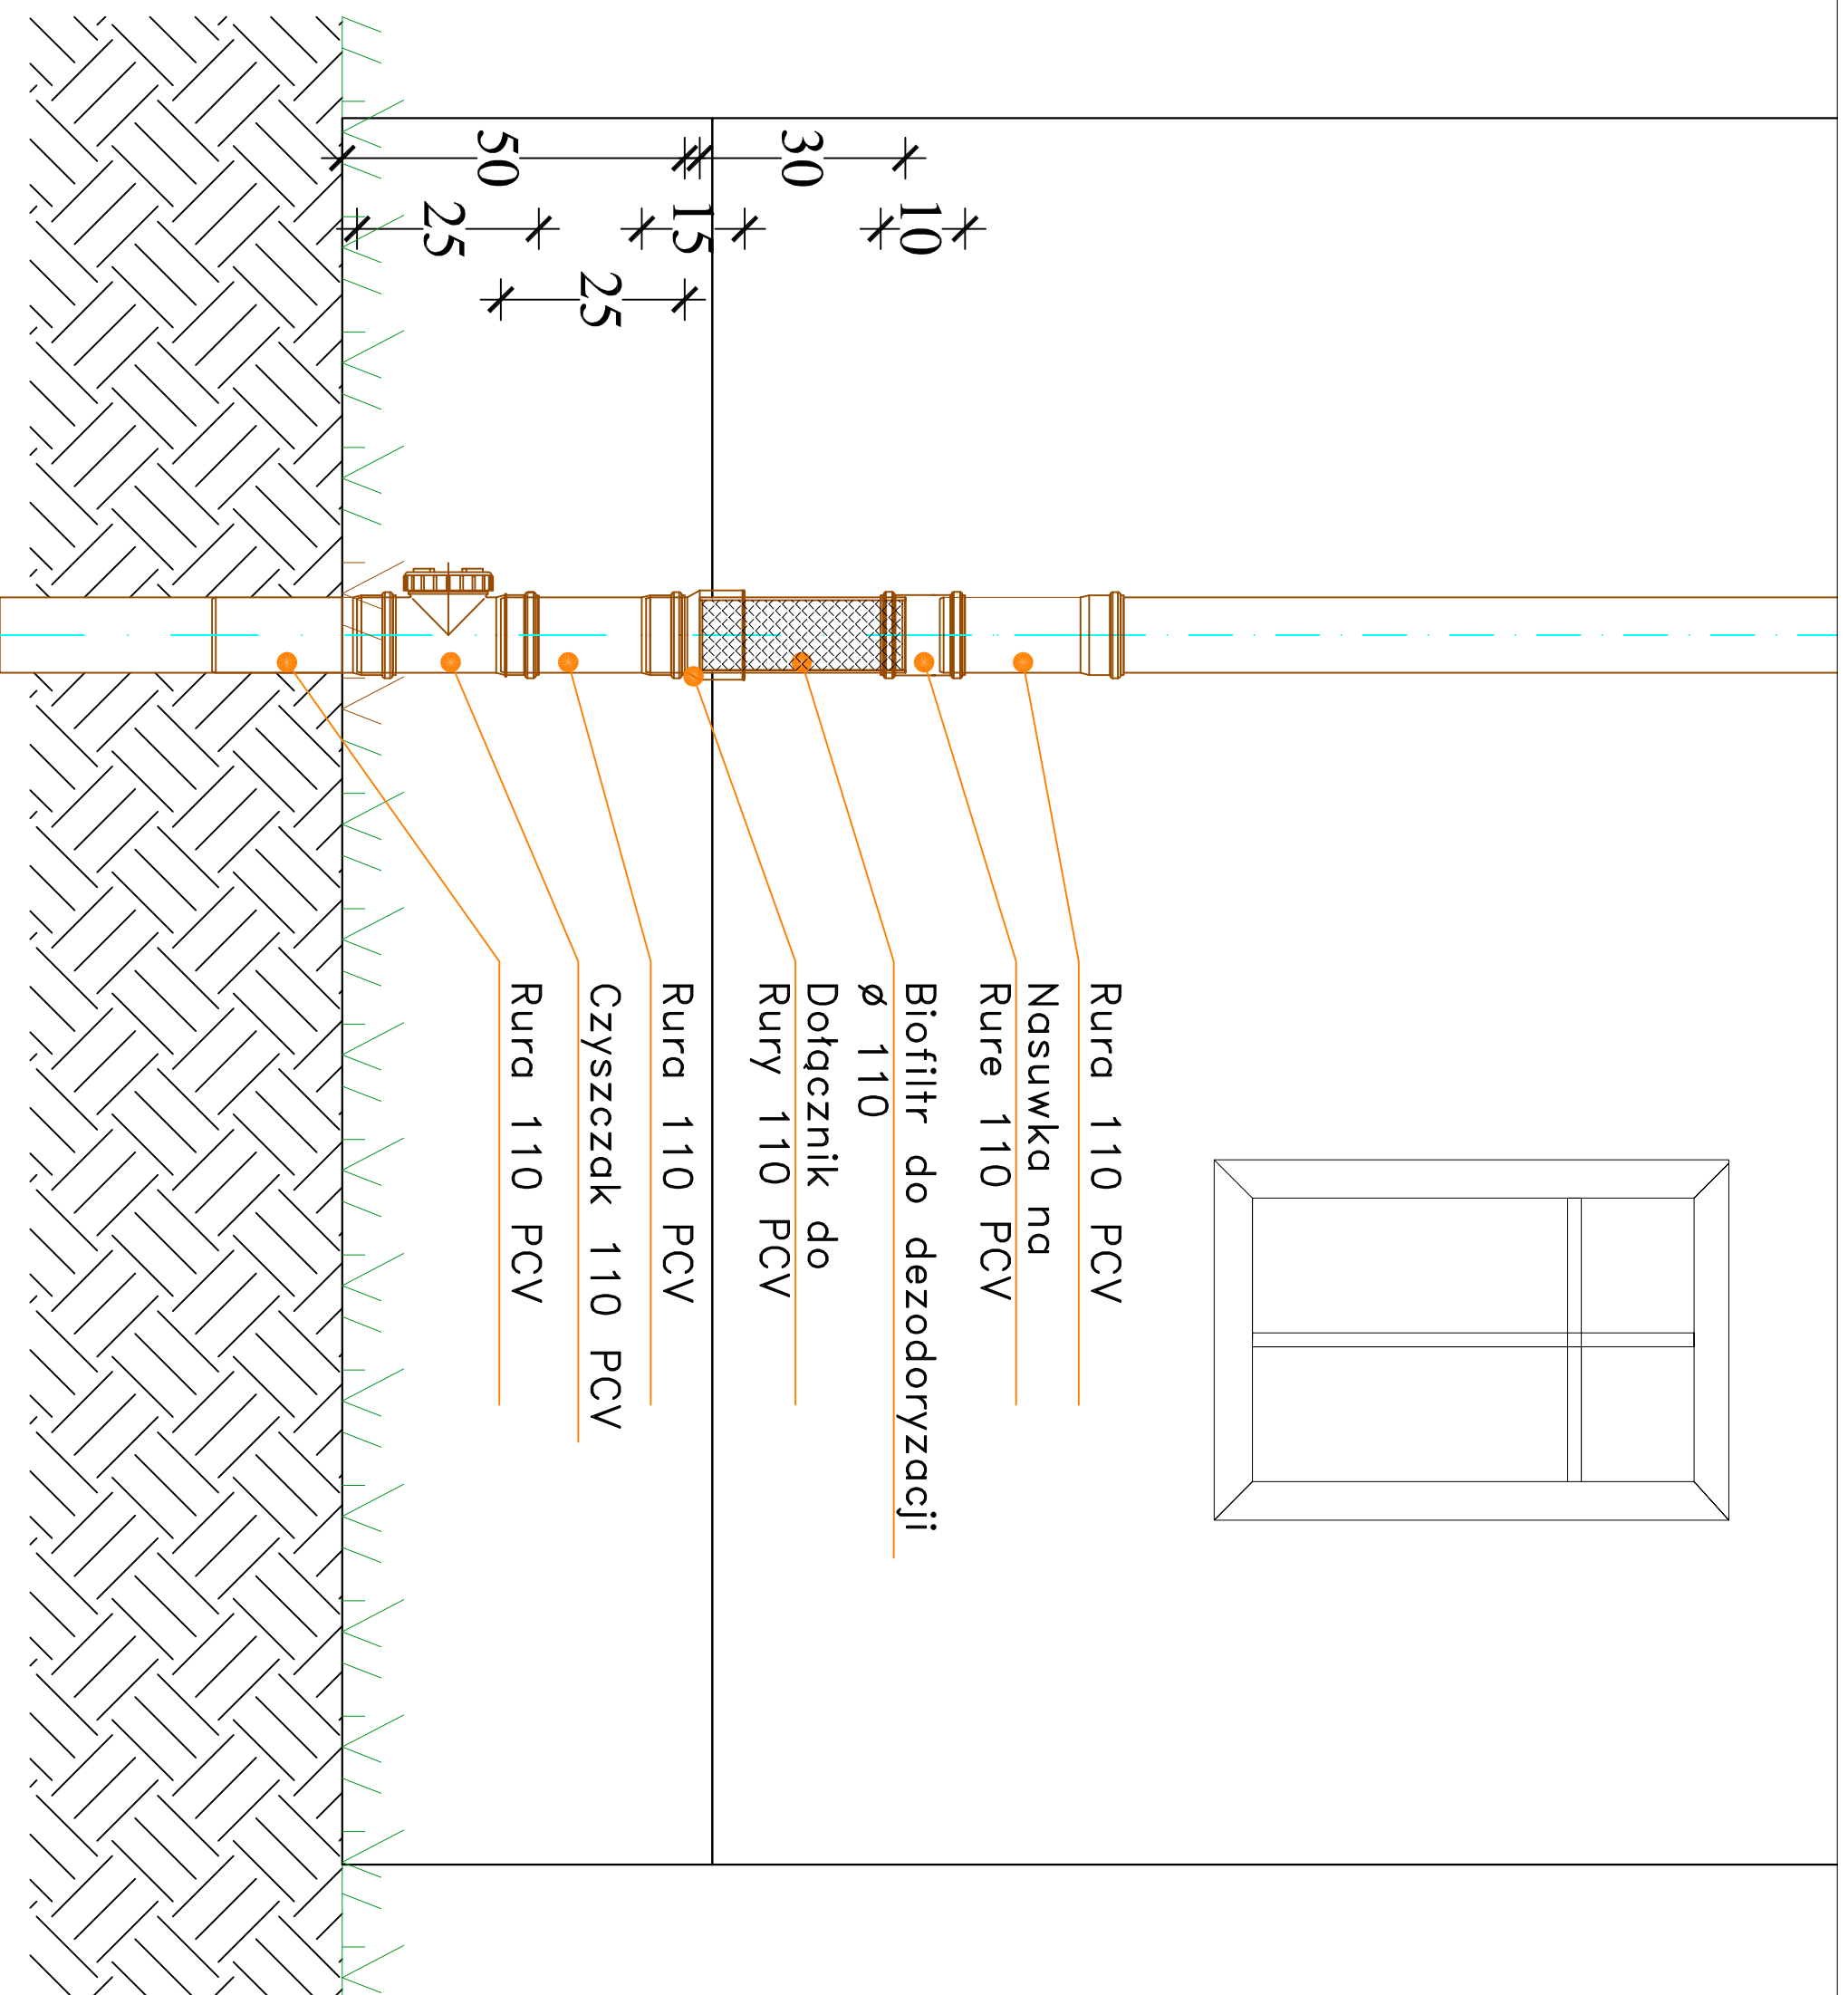 Rura 110 PCV
Nasuwka na
Rure 110 PCV
Biofiltr do dezodoryzacji
ø 110
Dołącznik do
Rury 110 PCV
Rura 110 PCV
Czyszczak 110 PCV
Rura 110 PCV
10
30
15
25
50
25